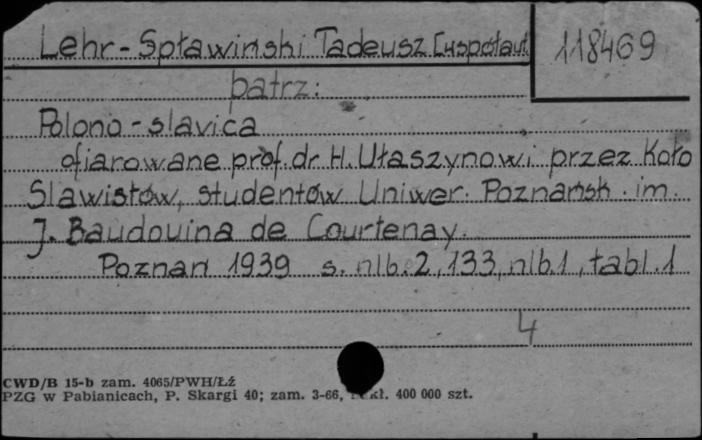 Lehr-Spławiński Tadeusz [współaut.
118469
patrz:
Polono-slavica
ofiarowane prof. dr H. Ułaszynowi przez Koło
Slawistów, studentów Uniwer. Poznańsk. im.
J. Baudouina de Courtenay.
Poznań 1939 s. nlb. 2, 133, nlb. 1, tabl. 1
4
CWD/B 15-b zam. 4065/PWH/Łź
PZG w Pabianicach, P. Skargi 40; zam. 3-66, 400 000 szt.